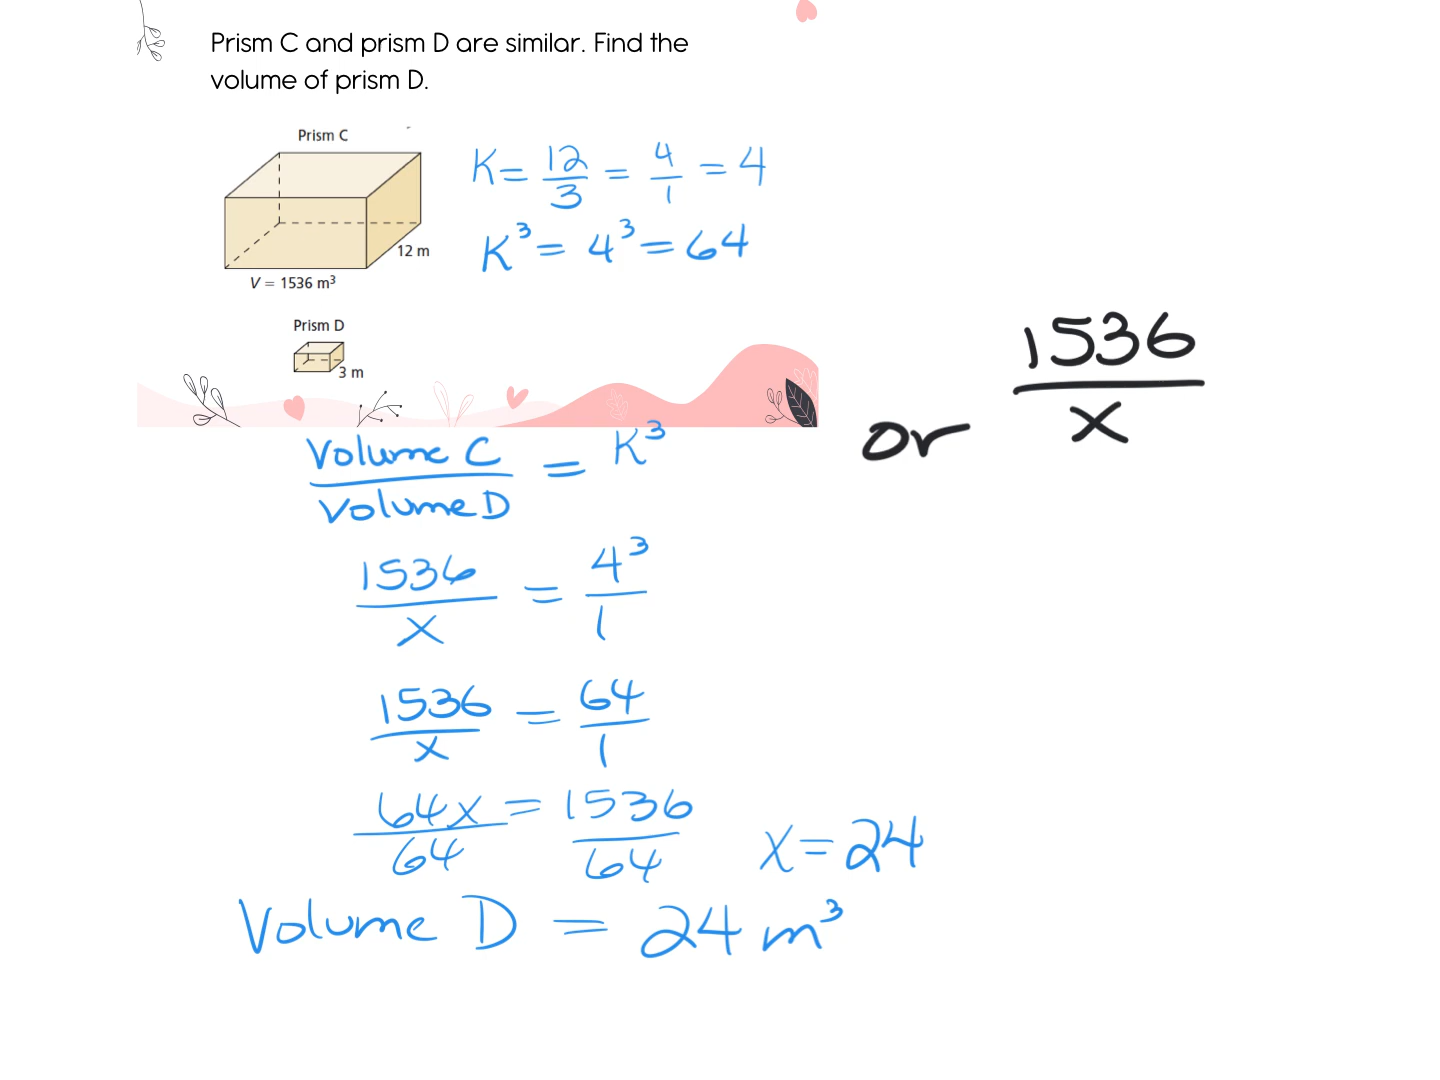 Prism C and prism D are similar. Find the
volume of prism D.
Prism C
12 m
V = 1536 m³
Prism D
3 m
K = 12/3 = 4/1 = 4
K³ = 4³ = 64
Volume C / Volume D = K³
or 1536/x
1536/x = 4³/1
1536/x = 64/1
64x/64 = 1536/64 x = 24
Volume D = 24 m³